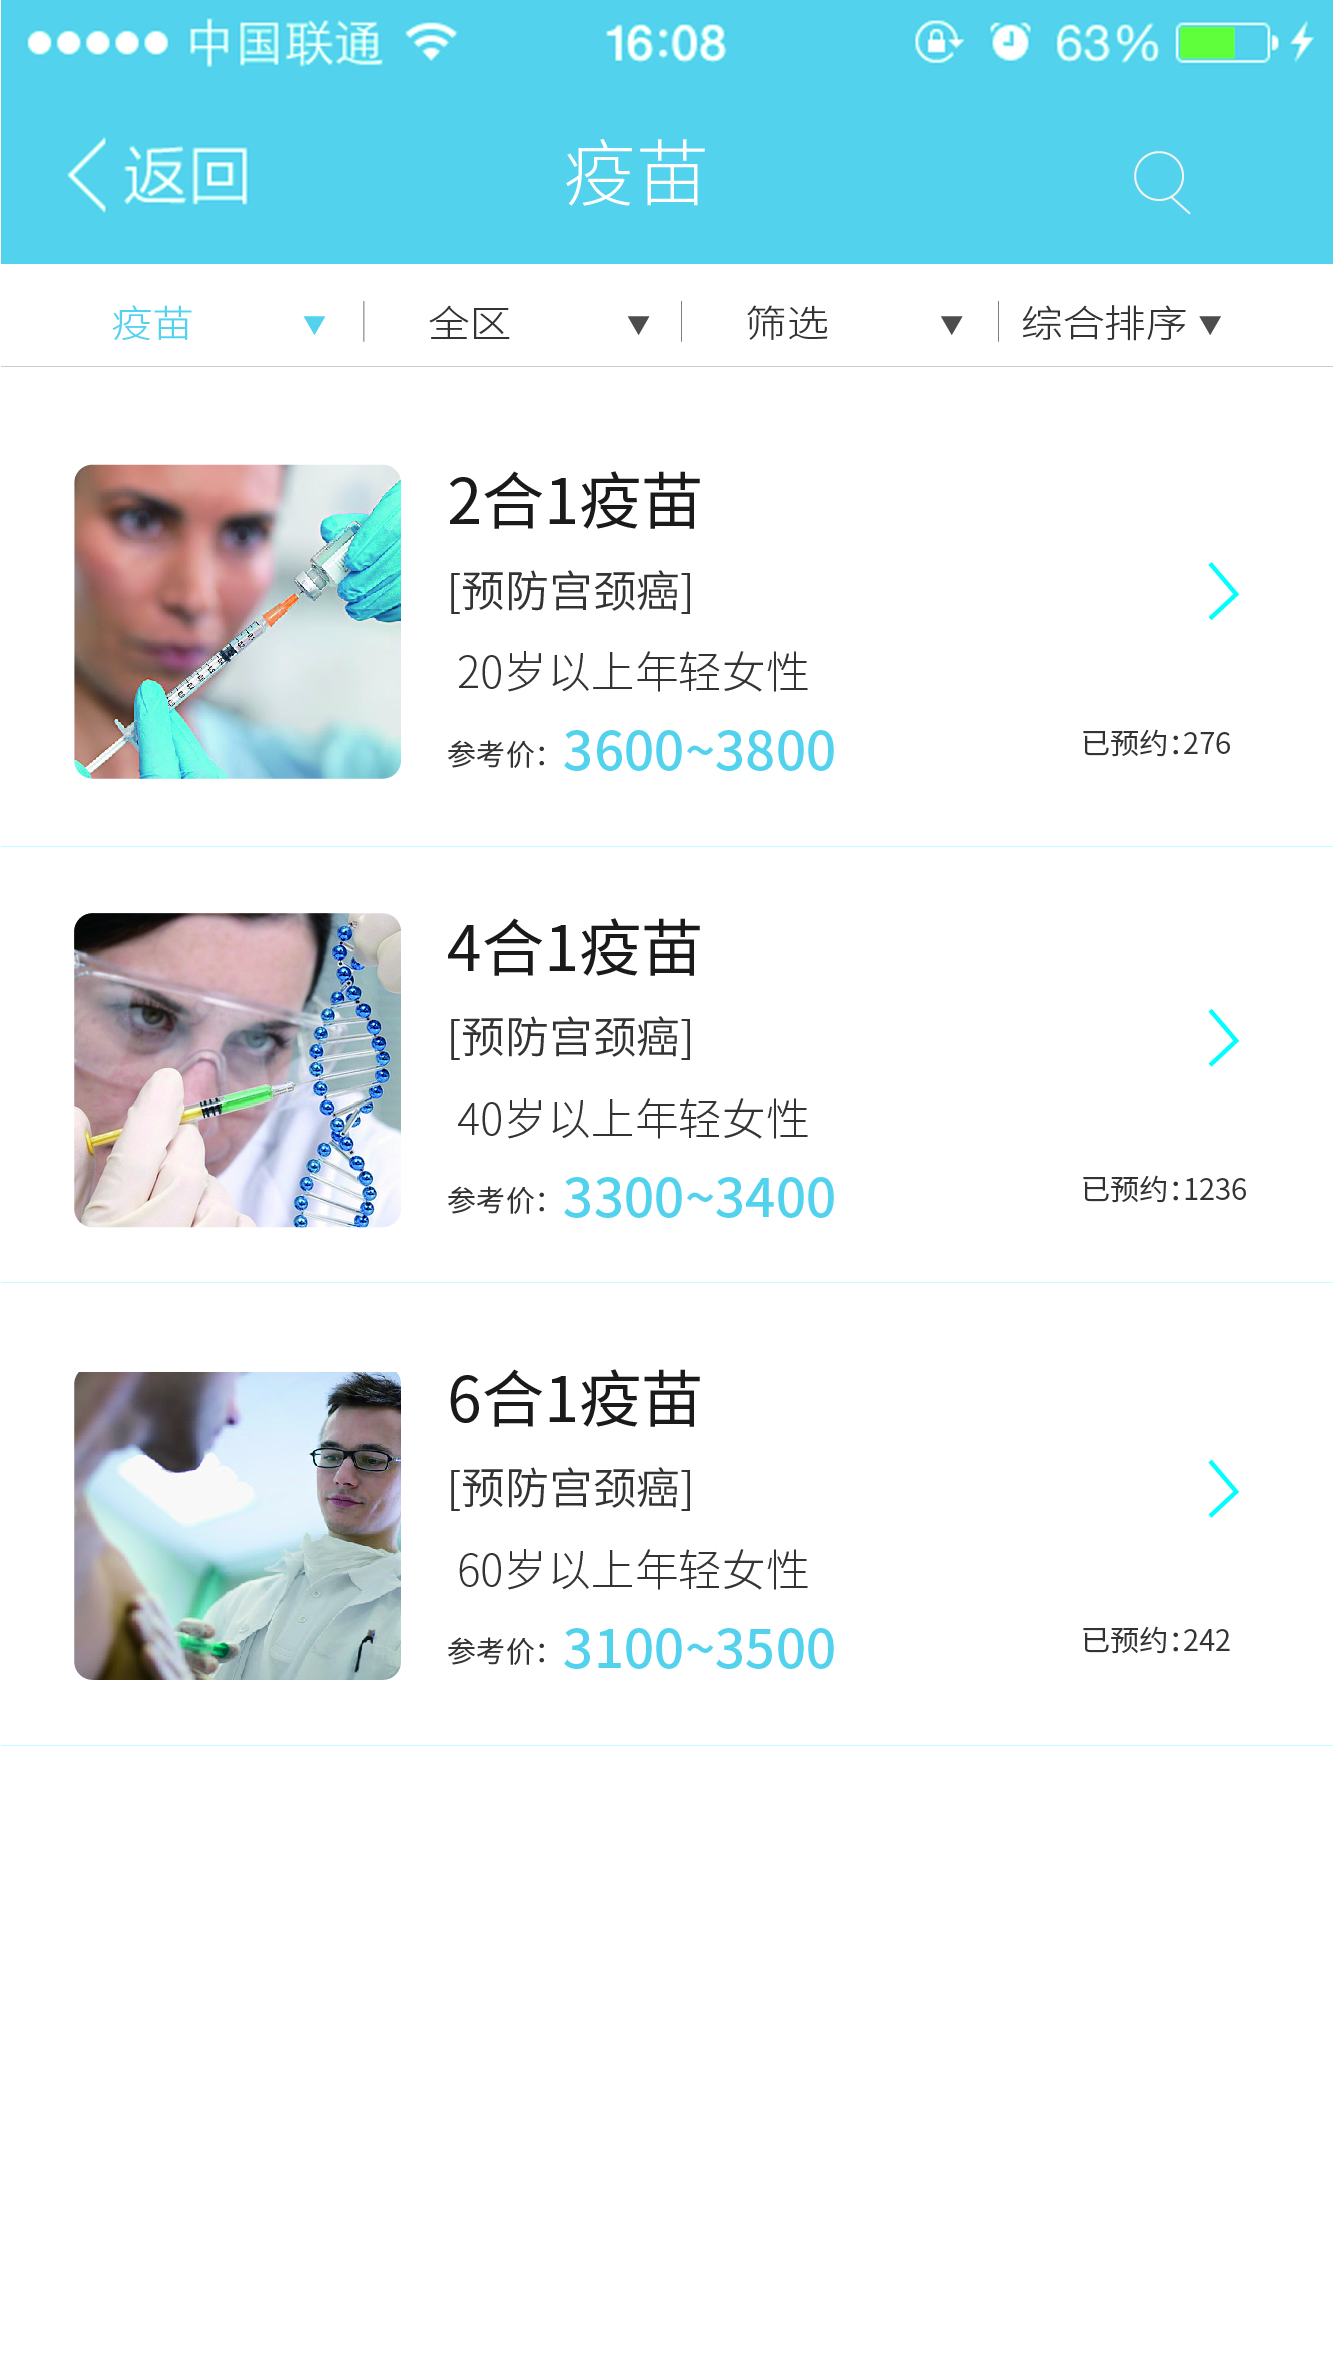 中国联通 16:08 63%
返回 疫苗
疫苗 ▼ 全区 ▼ 筛选 ▼ 综合排序 ▼
2合1疫苗
[预防宫颈癌]
20岁以上年轻女性
参考价: 3600~3800 已预约:276
4合1疫苗
[预防宫颈癌]
40岁以上年轻女性
参考价: 3300~3400 已预约:1236
6合1疫苗
[预防宫颈癌]
60岁以上年轻女性
参考价: 3100~3500 已预约:242